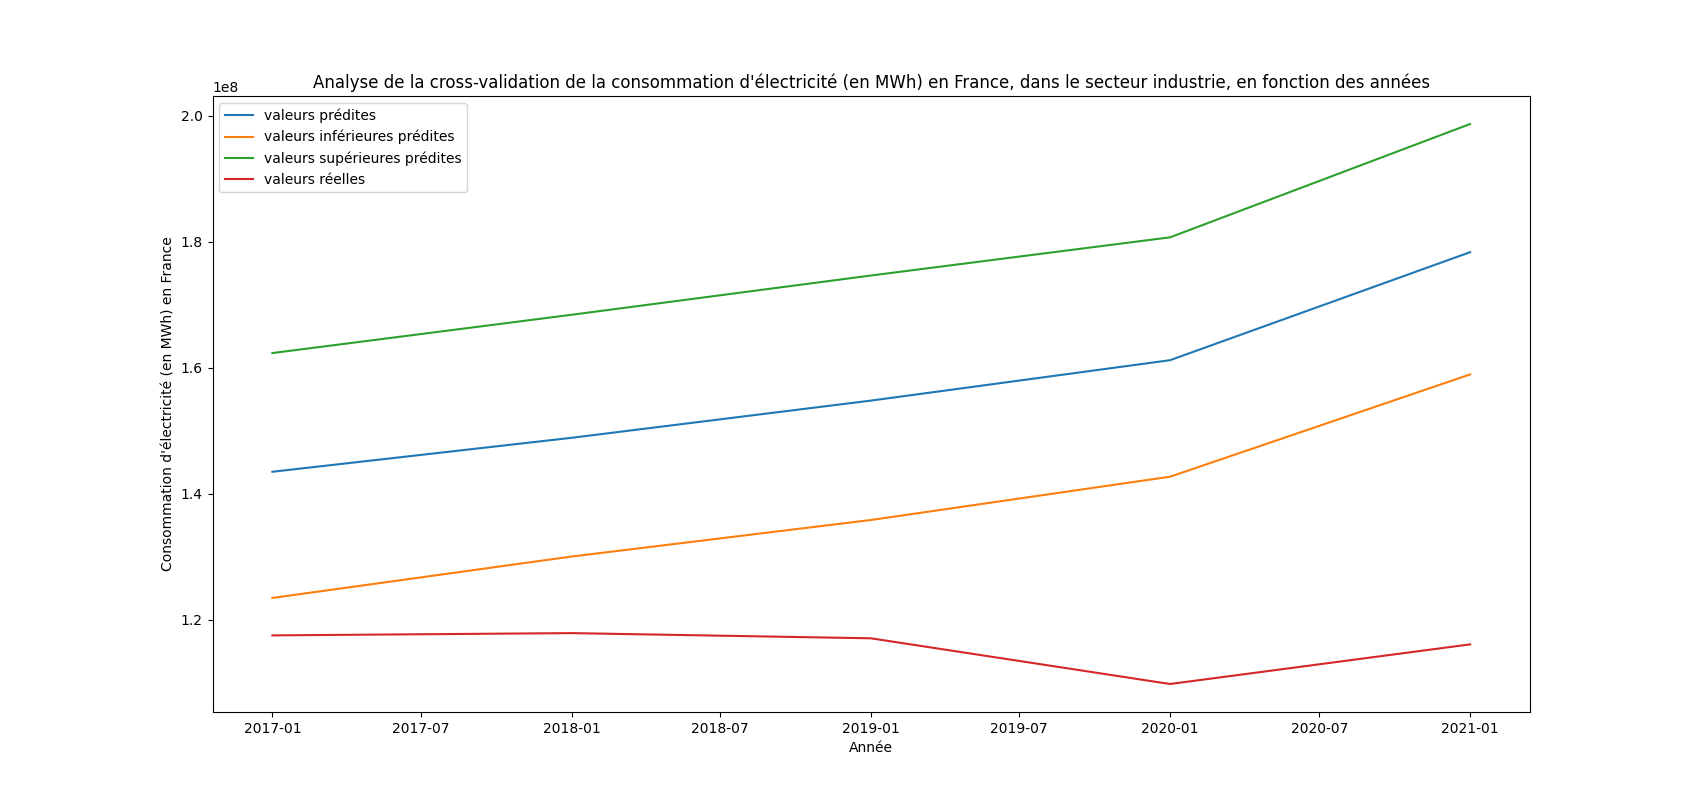 Analyse de la cross-validation de la consommation d'électricité (en MWh) en France, dans le secteur industrie, en fonction des années
1e8
valeurs prédites
valeurs inférieures prédites
valeurs supérieures prédites
valeurs réelles
2.0
1.8
1.6
1.4
1.2
Consommation d'électricité (en MWh) en France
2017-01 2017-07 2018-01 2018-07 2019-01 2019-07 2020-01 2020-07 2021-01
Année